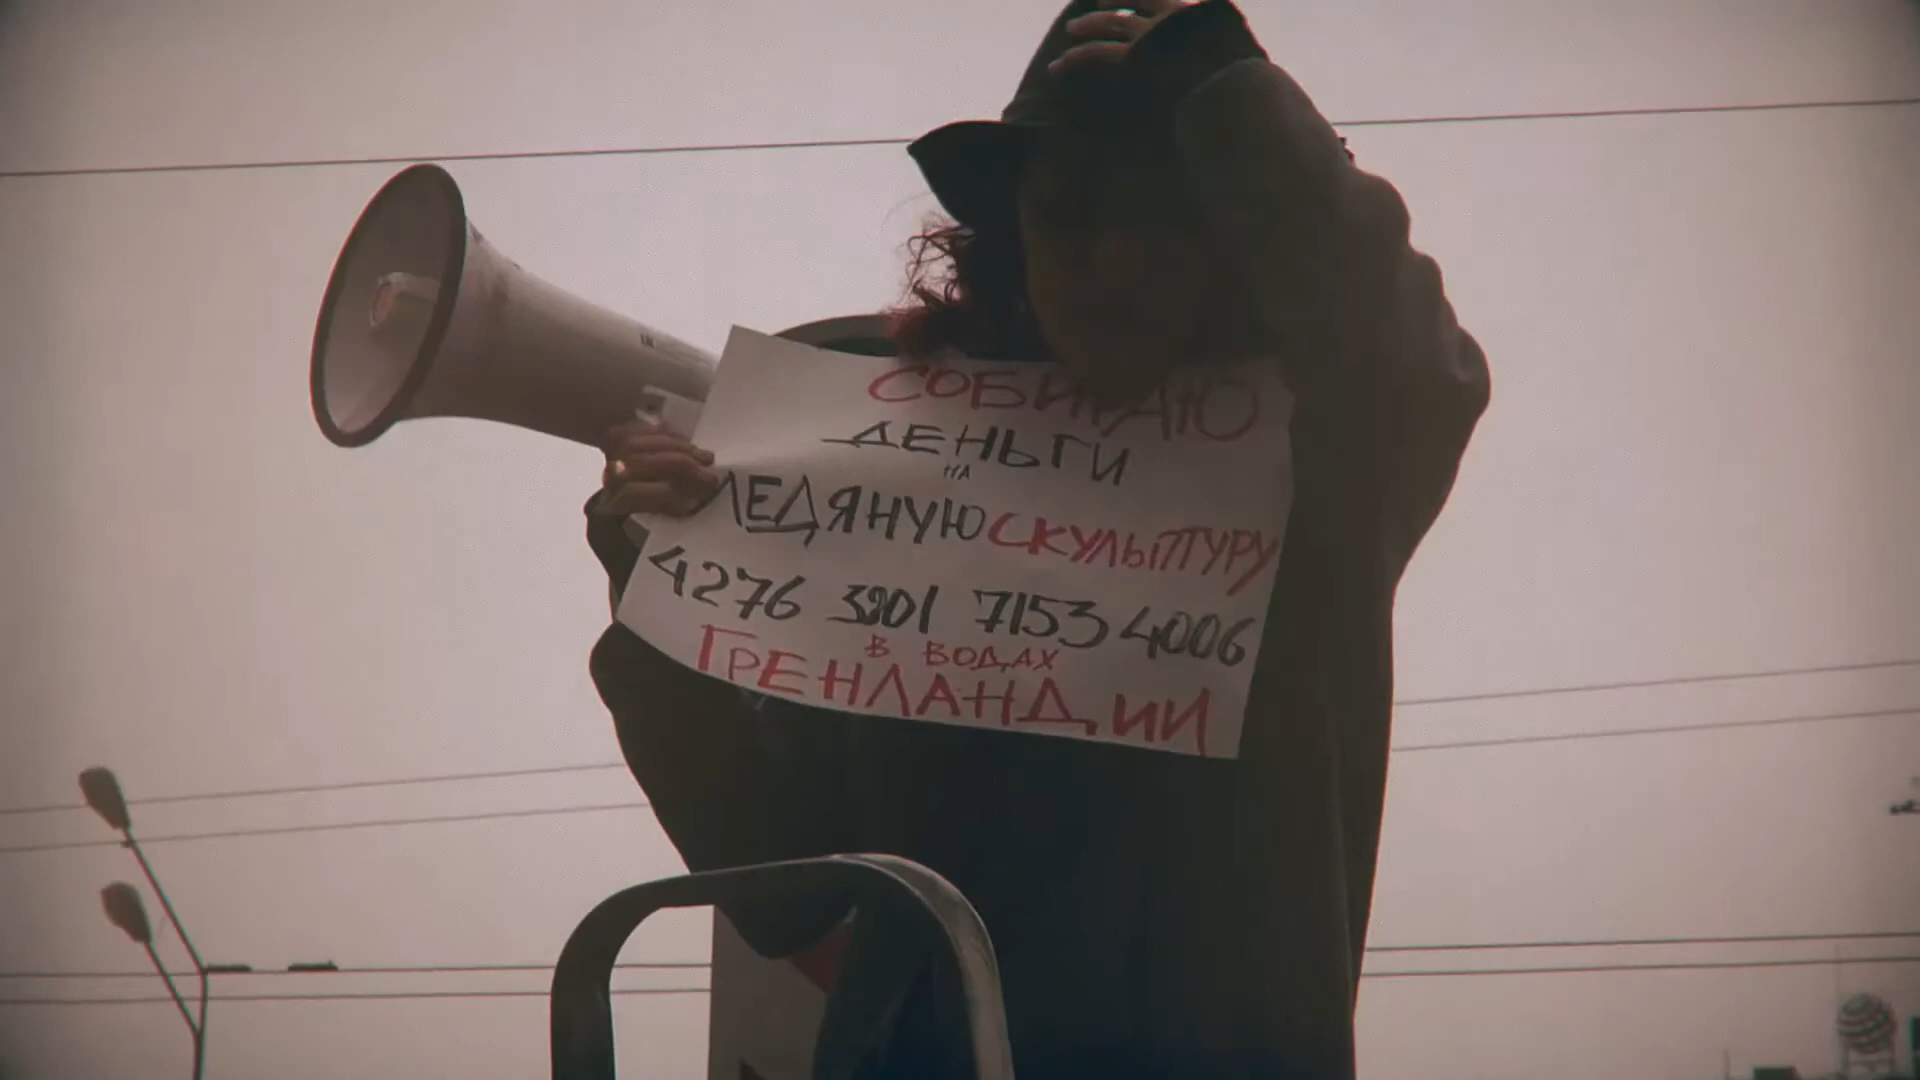 СОБИРАЮ
ДЕНЬГИ
НА
ЛЕДЯНУЮ СКУЛЬПТУРУ
4276 3801 7153 4006
В ВОДАХ
ГРЕНЛАНДИИ